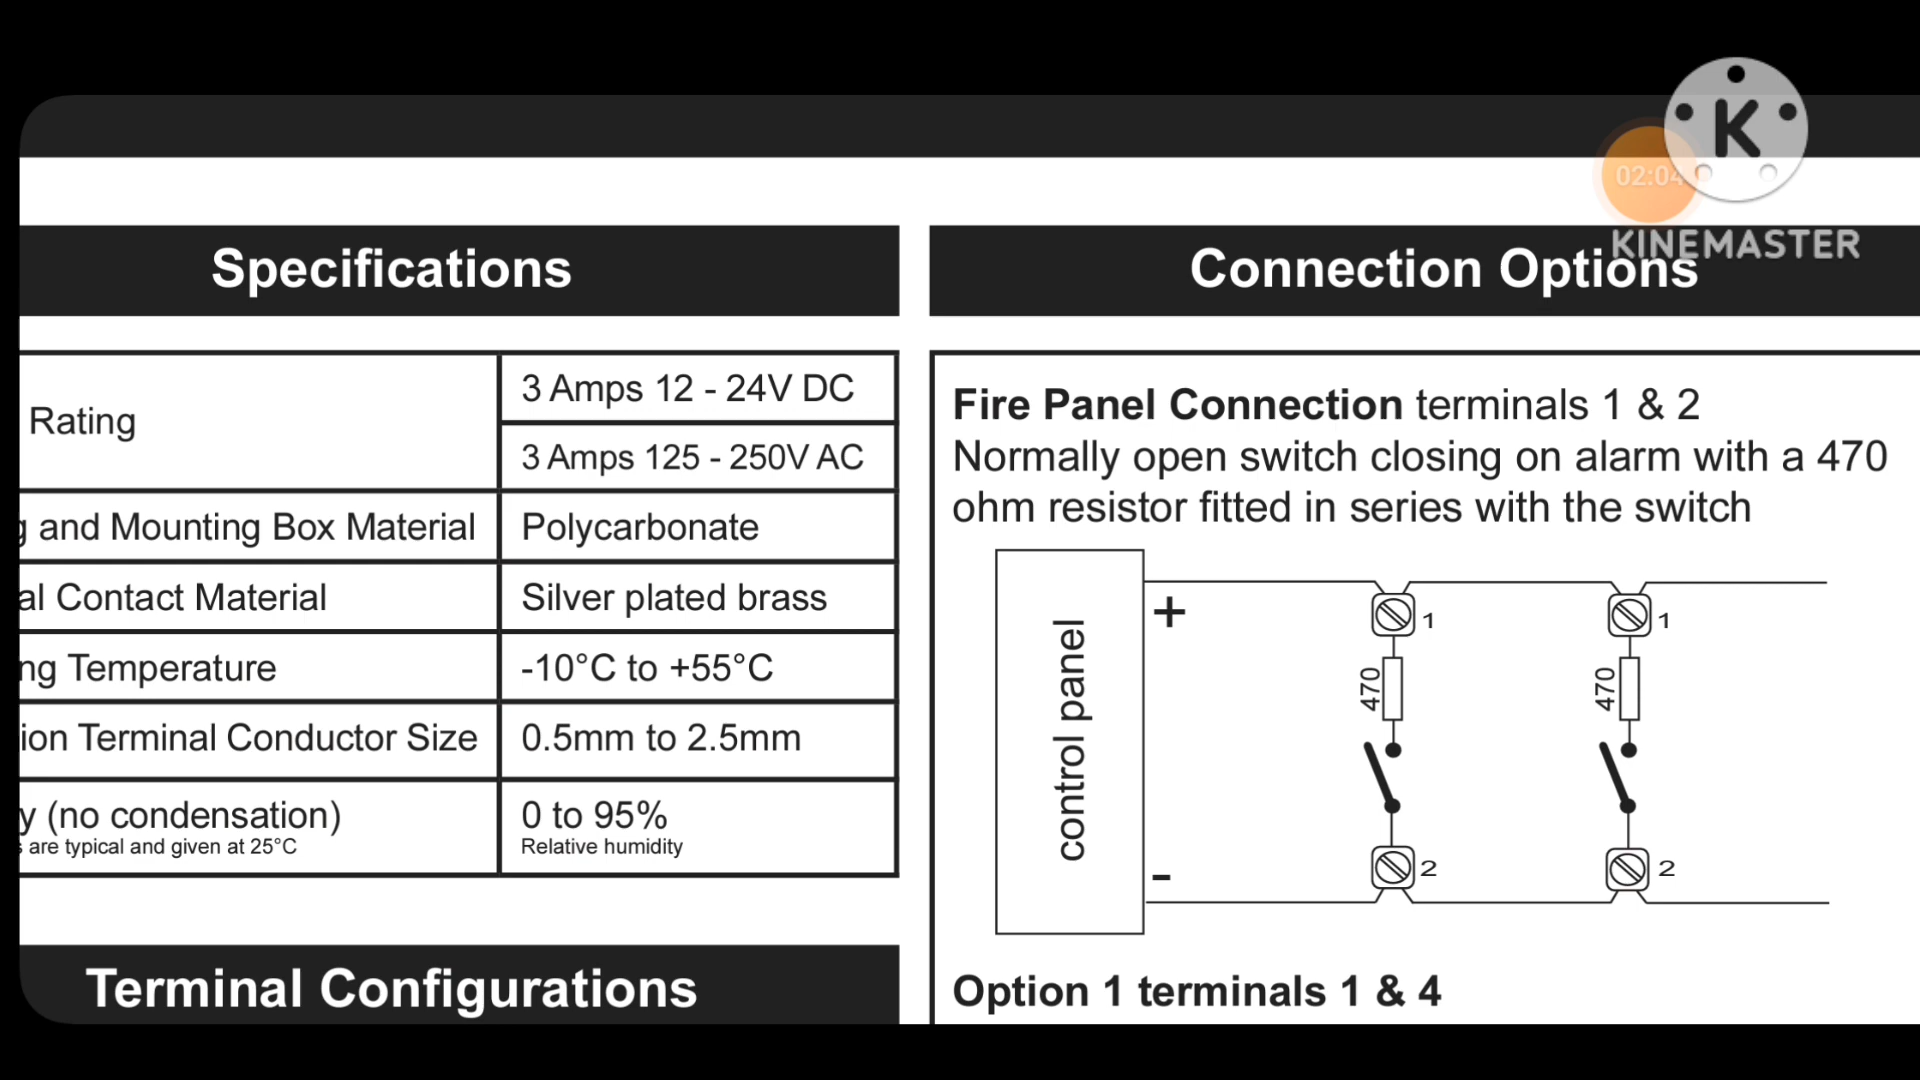 K
02:04
KINEMASTER
Specifications
Rating
3 Amps 12 - 24V DC
3 Amps 125 - 250V AC
g and Mounting Box Material
Polycarbonate
al Contact Material
Silver plated brass
ng Temperature
-10°C to +55°C
ion Terminal Conductor Size
0.5mm to 2.5mm
y (no condensation)
s are typical and given at 25°C
0 to 95%
Relative humidity
Terminal Configurations
Connection Options
Fire Panel Connection terminals 1 & 2
Normally open switch closing on alarm with a 470
ohm resistor fitted in series with the switch
control panel
+
-
1
470
2
1
470
2
Option 1 terminals 1 & 4